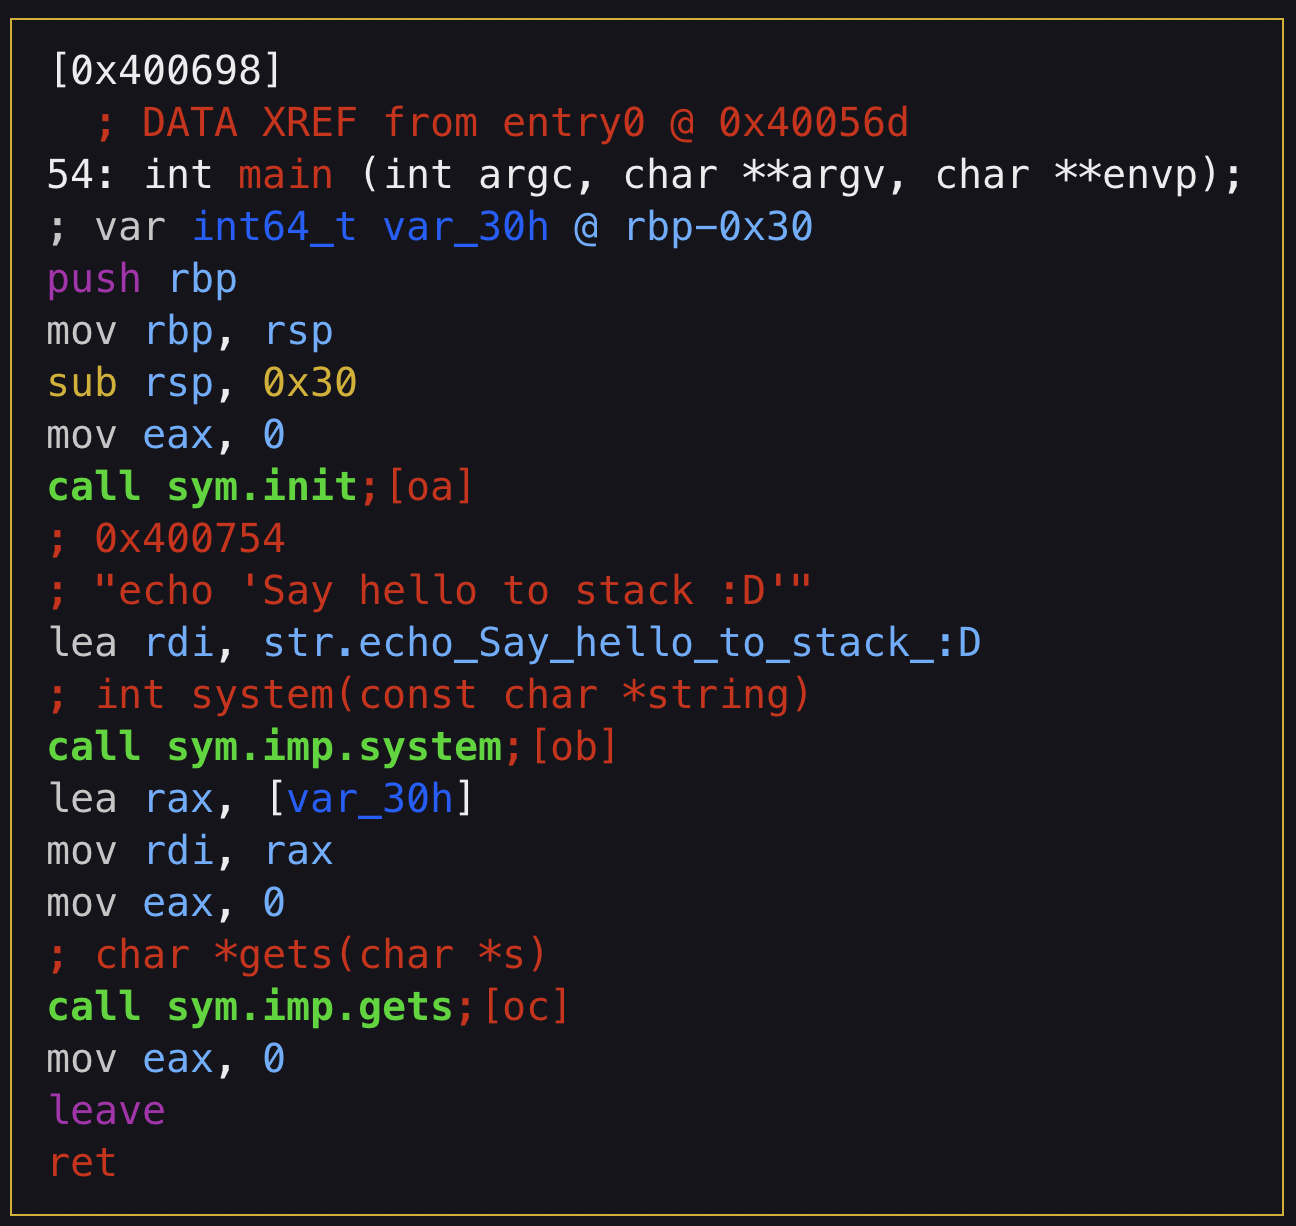 [0x400698]
; DATA XREF from entry0 @ 0x40056d
54: int main (int argc, char **argv, char **envp);
; var int64_t var_30h @ rbp-0x30
push rbp
mov rbp, rsp
sub rsp, 0x30
mov eax, 0
call sym.init;[oa]
; 0x400754
; "echo 'Say hello to stack :D'"
lea rdi, str.echo_Say_hello_to_stack_:D
; int system(const char *string)
call sym.imp.system;[ob]
lea rax, [var_30h]
mov rdi, rax
mov eax, 0
; char *gets(char *s)
call sym.imp.gets;[oc]
mov eax, 0
leave
ret